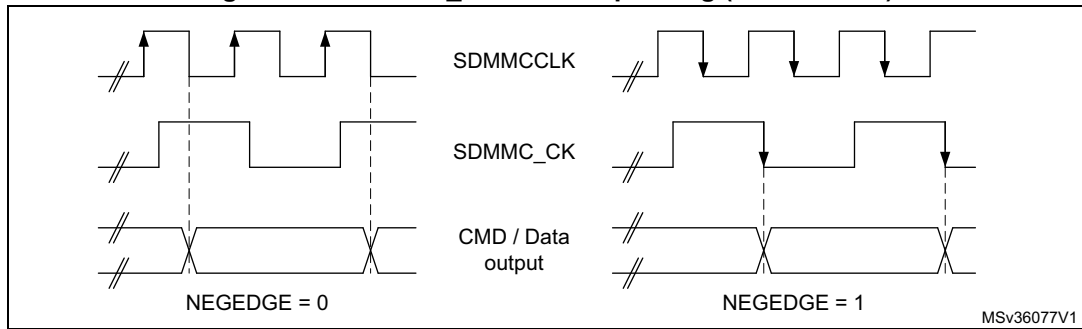 SDMMCCLK
SDMMC_CK
CMD / Data
output
NEGEDGE = 0
NEGEDGE = 1
MSv36077V1